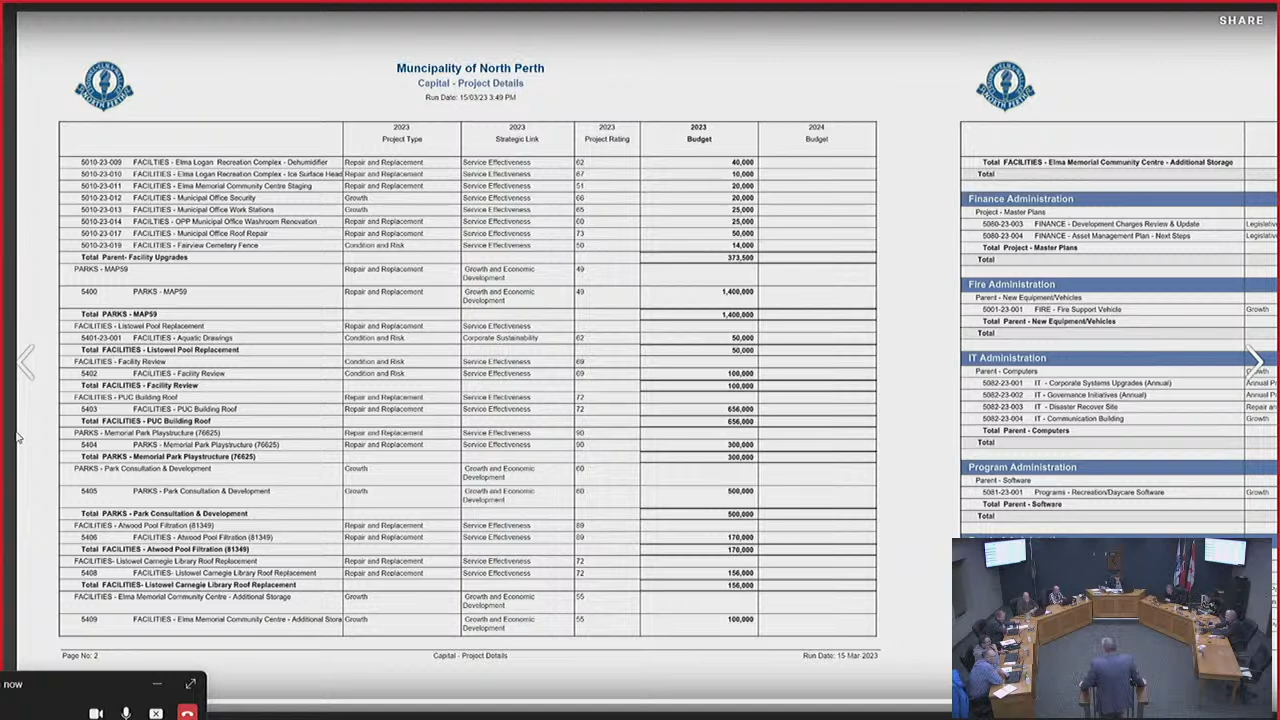 SHARE
Muncipality of North Perth
Capital - Project Details
Run Date: 15/03/23 3:49 PM
2023 Project Type 2023 Strategic Link 2023 Project Rating 2023 Budget 2024 Budget
5010-23-009 FACILTIES - Elma Logan Recreation Complex - Dehumidifier Repair and Replacement Service Effectiveness 62 40,000
5010-23-010 FACILTIES - Elma Logan Recreation Complex - Ice Surface Head Repair and Replacement Service Effectiveness 67 10,000
5010-23-011 FACILITIES - Elma Memorial Community Centre Staging Repair and Replacement Service Effectiveness 51 20,000
5010-23-012 FACILITIES - Municipal Office Security Growth Service Effectiveness 66 20,000
5010-23-013 FACILITIES - Municipal Office Work Stations Growth Service Effectiveness 65 25,000
5010-23-014 FACILITIES - OPP Municipal Office Washroom Renovation Repair and Replacement Service Effectiveness 60 25,000
5010-23-017 FACILITIES - Municipal Office Roof Repair Repair and Replacement Service Effectiveness 73 50,000
5010-23-019 FACILITIES - Fairview Cemetery Fence Condition and Risk Service Effectiveness 50 14,000
Total Parent- Facility Upgrades 373,500
PARKS - MAP59 Repair and Replacement Growth and Economic Development 49
5400 PARKS - MAP59 Repair and Replacement Growth and Economic Development 49 1,400,000
Total PARKS - MAP59 1,400,000
FACILITIES - Listowel Pool Replacement Repair and Replacement Service Effectiveness
5401-23-001 FACILITIES - Aquatic Drawings Condition and Risk Corporate Sustainability 62 50,000
Total FACILITIES - Listowel Pool Replacement 50,000
FACILITIES - Facility Review Condition and Risk Service Effectiveness 69
5402 FACILITIES - Facility Review Condition and Risk Service Effectiveness 69 100,000
Total FACILITIES - Facility Review 100,000
FACILITIES - PUC Building Roof Repair and Replacement Service Effectiveness 72
5403 FACILITIES - PUC Building Roof Repair and Replacement Service Effectiveness 72 656,000
Total FACILITIES - PUC Building Roof 656,000
PARKS - Memorial Park Playstructure (76625) Repair and Replacement Service Effectiveness 90
5404 PARKS - Memorial Park Playstructure (76625) Repair and Replacement Service Effectiveness 90 300,000
Total PARKS - Memorial Park Playstructure (76625) 300,000
PARKS - Park Consultation & Development Growth Growth and Economic Development 60
5405 PARKS - Park Consultation & Development Growth Growth and Economic Development 60 500,000
Total PARKS - Park Consultation & Development 500,000
FACILITIES - Atwood Pool Filtration (81349) Repair and Replacement Service Effectiveness 89
5406 FACILITIES - Atwood Pool Filtration (81349) Repair and Replacement Service Effectiveness 89 170,000
Total FACILITIES - Atwood Pool Filtration (81349) 170,000
FACILITIES- Listowel Carnegie Library Roof Replacement Repair and Replacement Service Effectiveness 72
5408 FACILITIES- Listowel Carnegie Library Roof Replacement Repair and Replacement Service Effectiveness 72 156,000
Total FACILITIES- Listowel Carnegie Library Roof Replacement 156,000
FACILITIES - Elma Memorial Community Centre - Additional Storage Growth Growth and Economic Development 55
5409 FACILITIES - Elma Memorial Community Centre - Additional Stora Growth Growth and Economic Development 55 100,000
Page No: 2 Capital - Project Details Run Date: 15 Mar 2023
Total FACILITIES - Elma Memorial Community Centre - Additional Storage
Total
Finance Administration
Project - Master Plans
5080-23-003 FINANCE - Development Charges Review & Update Legislativ
5080-23-004 FINANCE - Asset Management Plan - Next Steps Legislativ
Total Project - Master Plans
Total
Fire Administration
Parent - New Equipment/Vehicles
5001-23-001 FIRE - Fire Support Vehicle Growth
Total Parent - New Equipment/Vehicles
Total
IT Administration
Parent - Computers
5082-23-001 IT - Corporate Systems Upgrades (Annual) Annual P
5082-23-002 IT - Governance Initiatives (Annual) Annual P
5082-23-003 IT - Disaster Recover Site Repair an
5082-23-004 IT - Communication Building Growth
Total Parent - Computers
Total
Program Administration
Parent - Software
5081-23-001 Programs - Recreation/Daycare Software Growth
Total Parent - Software
Total
now